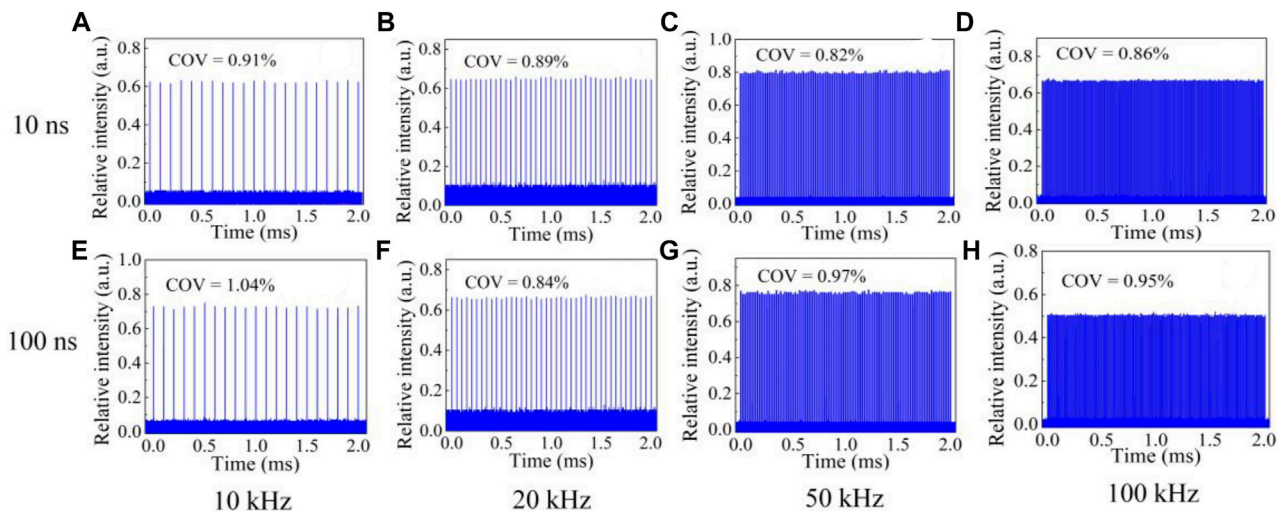 A B C D
10 ns
Relative intensity (a.u.)
0.8
0.6
0.4
0.2
0.0
COV = 0.91%
0.0 0.5 1.0 1.5 2.0
Time (ms)
Relative intensity (a.u.)
0.8
0.6
0.4
0.2
0.0
COV = 0.89%
0.0 0.5 1.0 1.5 2.0
Time (ms)
Relative intensity (a.u.)
1.0
0.8
0.6
0.4
0.2
0.0
COV = 0.82%
0.0 0.5 1.0 1.5 2.0
Time (ms)
Relative intensity (a.u.)
0.8
0.6
0.4
0.2
0.0
COV = 0.86%
0.0 0.5 1.0 1.5 2.0
Time (ms)
E F G H
100 ns
Relative intensity (a.u.)
1.0
0.8
0.6
0.4
0.2
0.0
COV = 1.04%
0.0 0.5 1.0 1.5 2.0
Time (ms)
Relative intensity (a.u.)
0.8
0.6
0.4
0.2
0.0
COV = 0.84%
0.0 0.5 1.0 1.5 2.0
Time (ms)
Relative intensity (a.u.)
0.8
0.6
0.4
0.2
0.0
COV = 0.97%
0.0 0.5 1.0 1.5 2.0
Time (ms)
Relative intensity (a.u.)
0.8
0.6
0.4
0.2
0.0
COV = 0.95%
0.0 0.5 1.0 1.5 2.0
Time (ms)
10 kHz 20 kHz 50 kHz 100 kHz